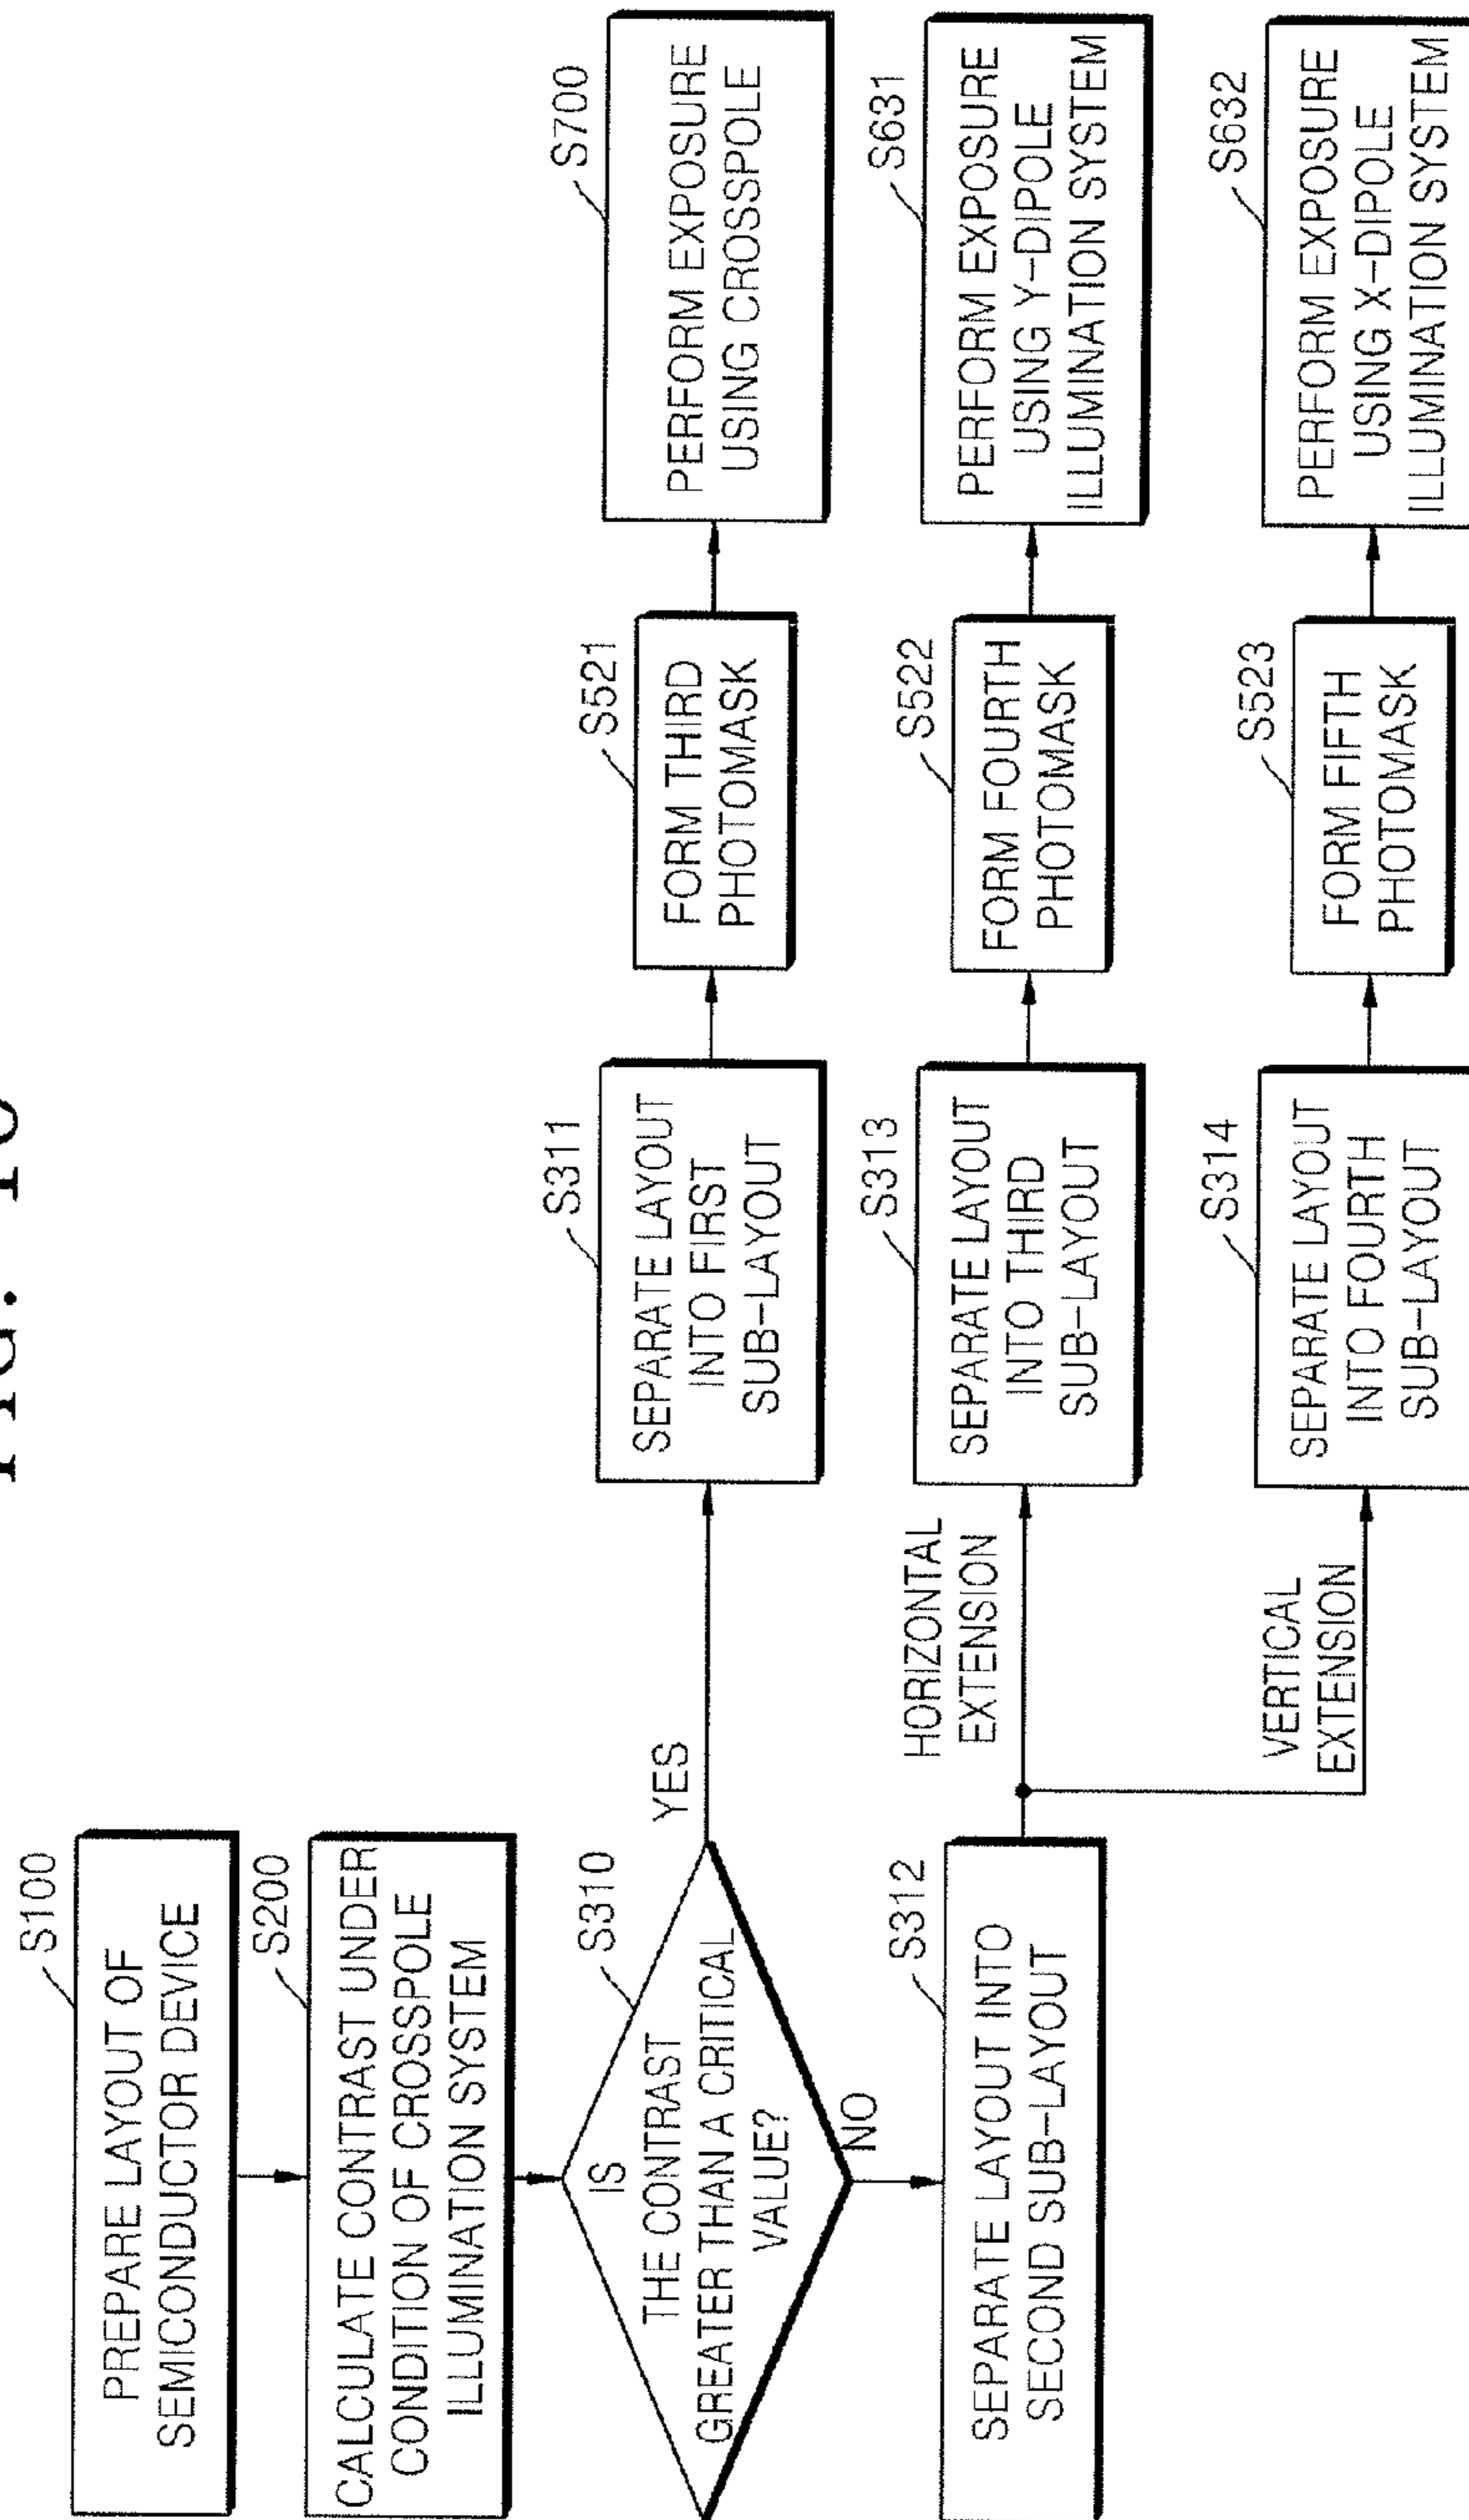 S100
PREPARE LAYOUT OF
SEMICONDUCTOR DEVICE
S200
CALCULATE CONTRAST UNDER
CONDITION OF CROSSPOLE
ILLUMINATION SYSTEM
S310
IS
THE CONTRAST
GREATER THAN A CRITICAL
VALUE?
YES
NO
S311
SEPARATE LAYOUT
INTO FIRST
SUB-LAYOUT
S521
FORM THIRD
PHOTOMASK
S700
PERFORM EXPOSURE
USING CROSSPOLE
S312
SEPARATE LAYOUT INTO
SECOND SUB-LAYOUT
HORIZONTAL
EXTENSION
S313
SEPARATE LAYOUT
INTO THIRD
SUB-LAYOUT
S522
FORM FOURTH
PHOTOMASK
S631
PERFORM EXPOSURE
USING Y-DIPOLE
ILLUMINATION SYSTEM
VERTICAL
EXTENSION
S314
SEPARATE LAYOUT
INTO FOURTH
SUB-LAYOUT
S523
FORM FIFTH
PHOTOMASK
S632
PERFORM EXPOSURE
USING X-DIPOLE
ILLUMINATION SYSTEM